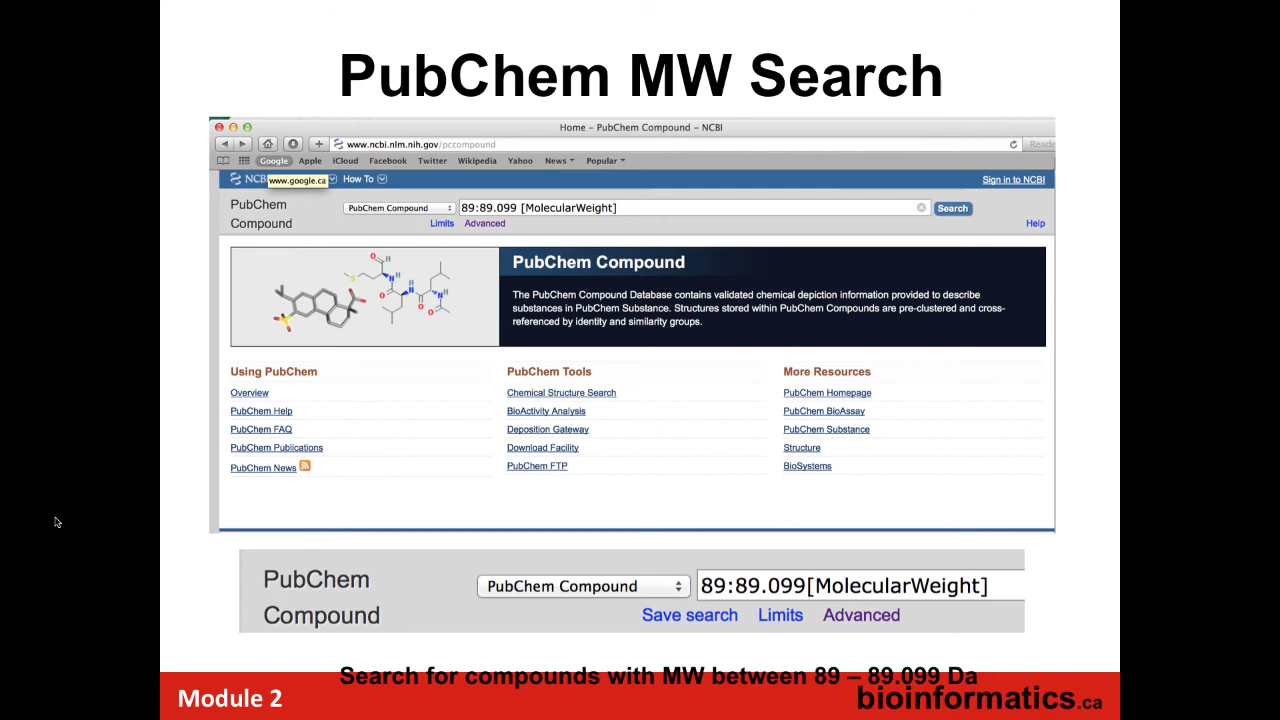 PubChem MW Search
Home – PubChem Compound – NCBI
www.ncbi.nlm.nih.gov/pccompound
Reade
Google Apple iCloud Facebook Twitter Wikipedia Yahoo News Popular
NCBI
www.google.ca
How To
Sign in to NCBI
PubChem
Compound
PubChem Compound
89:89.099 [MolecularWeight]
Search
Limits Advanced
Help
PubChem Compound
The PubChem Compound Database contains validated chemical depiction information provided to describe
substances in PubChem Substance. Structures stored within PubChem Compounds are pre-clustered and cross-
referenced by identity and similarity groups.
Using PubChem
Overview
PubChem Help
PubChem FAQ
PubChem Publications
PubChem News
PubChem Tools
Chemical Structure Search
BioActivity Analysis
Deposition Gateway
Download Facility
PubChem FTP
More Resources
PubChem Homepage
PubChem BioAssay
PubChem Substance
Structure
BioSystems
PubChem
Compound
PubChem Compound
89:89.099[MolecularWeight]
Save search Limits Advanced
Search for compounds with MW between 89 – 89.099 Da
Module 2
bioinformatics.ca